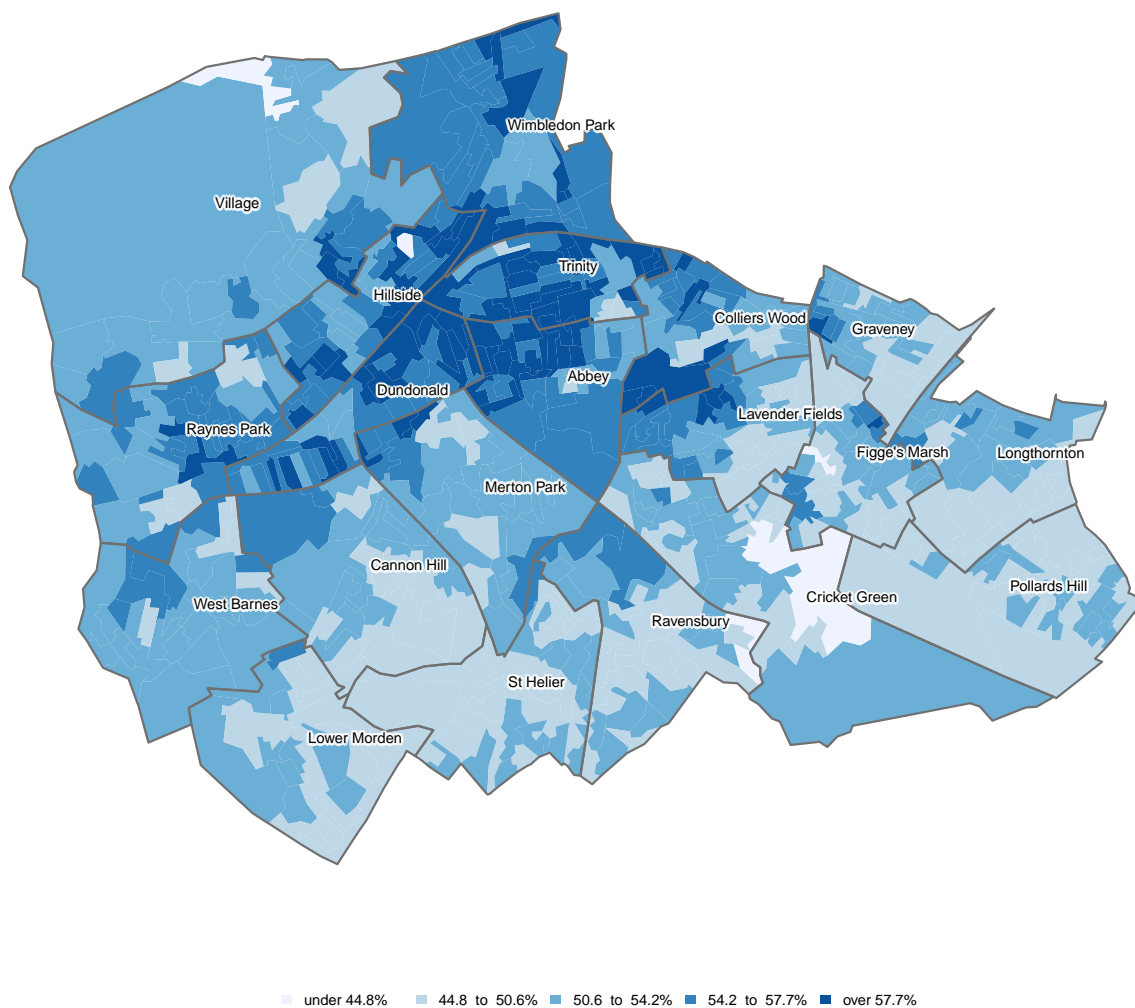 Wimbledon Park
Village
Trinity
Hillside
Colliers Wood
Graveney
Abbey
Dundonald
Lavender Fields
Raynes Park
Figge's Marsh
Longthornton
Merton Park
Cannon Hill
Pollards Hill
Cricket Green
West Barnes
Ravensbury
St Helier
Lower Morden
under 44.8% 44.8 to 50.6% 50.6 to 54.2% 54.2 to 57.7% over 57.7%